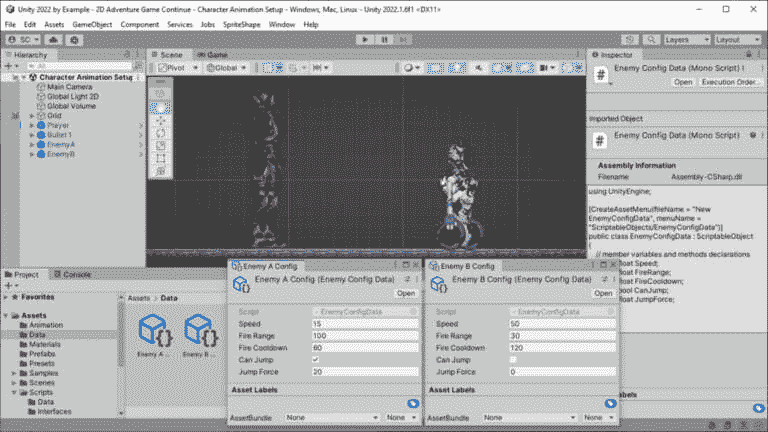 Unity 2022 by Example - 2D Adventure Game Continue - Character Animation Setup - Windows, Mac, Linux - Unity 2022.1.6f1 <DX11>
File Edit Assets GameObject Component Services Jobs SpriteShape Window Help
SC
Layers
Layout
Hierarchy
Character Animation Setup
Main Camera
Global Light 2D
Global Volume
Grid
Player
Bullet 1
EnemyA
EnemyB
Scene
Game
Pivot
Global
2D
Inspector
Enemy Config Data (Mono Script)
Open
Execution Order...
Imported Object
Enemy Config Data (Mono Script)
Assembly Information
Filename Assembly-CSharp.dll
using UnityEngine;
[CreateAssetMenu(fileName = "New
EnemyConfigData", menuName =
"ScriptableObjects/EnemyConfigData")]
public class EnemyConfigData : ScriptableObject
{
// member variables and methods declarations
float Speed;
float FireRange;
float FireCooldown;
bool CanJump;
float JumpForce;
Project
Console
Favorites
Assets
Animation
Data
Materials
Prefabs
Presets
Samples
Scenes
Scripts
Data
Interfaces
Assets > Data
Enemy A ...
Enemy B ...
Enemy A Config
Enemy A Config (Enemy Config Data)
Open
Script EnemyConfigData
Speed 15
Fire Range 100
Fire Cooldown 60
Can Jump
Jump Force 20
Asset Labels
AssetBundle None None
Enemy B Config
Enemy B Config (Enemy Config Data)
Open
Script EnemyConfigData
Speed 50
Fire Range 30
Fire Cooldown 120
Can Jump
Jump Force 0
Asset Labels
AssetBundle None None